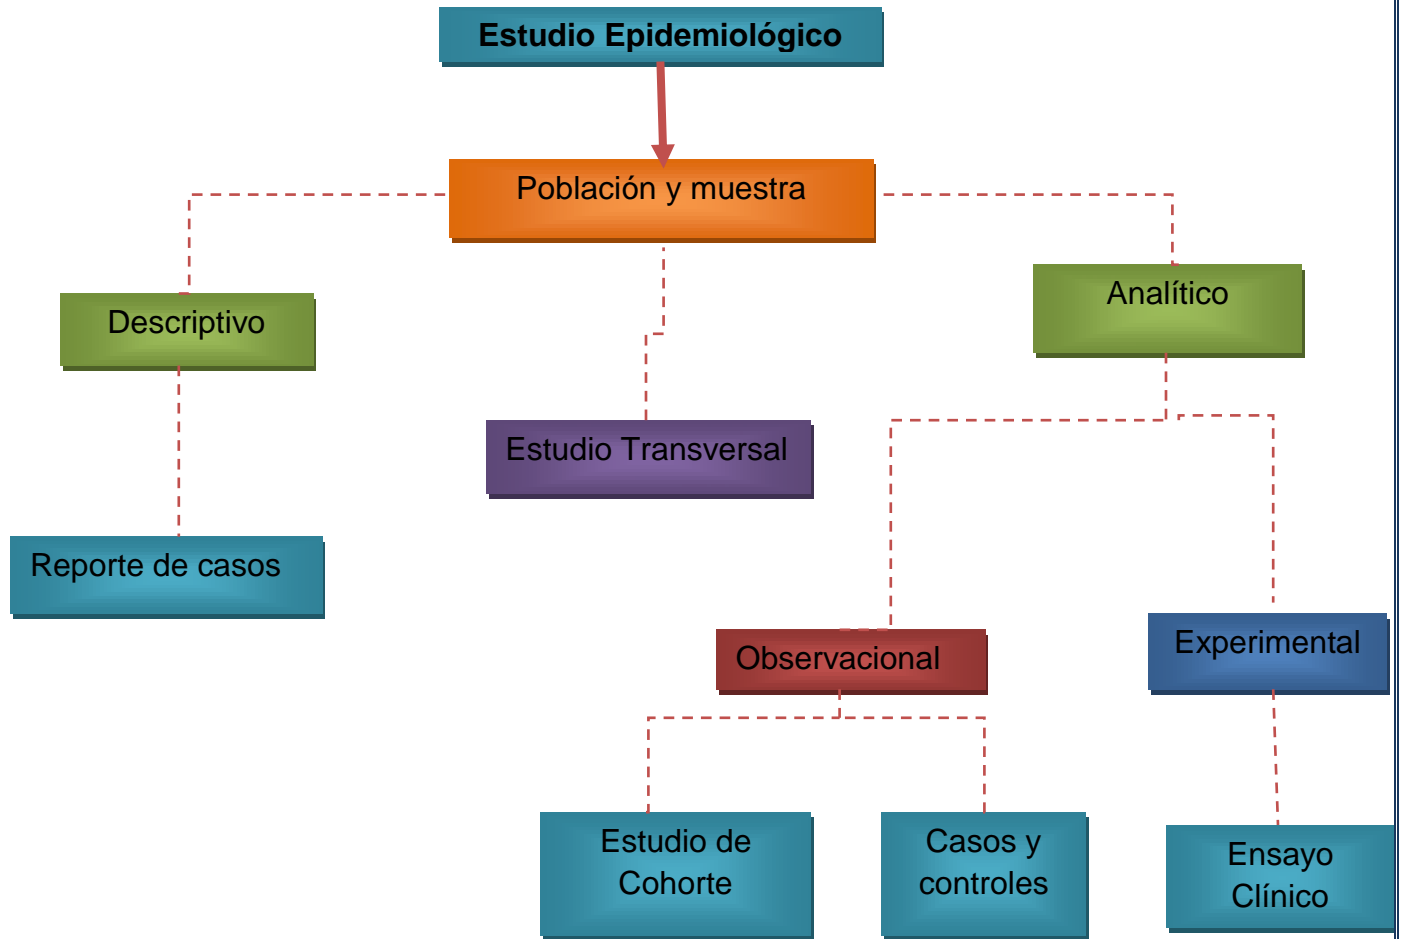 Estudio Epidemiológico
Población y muestra
Descriptivo
Analítico
Estudio Transversal
Reporte de casos
Observacional
Experimental
Estudio de
Cohorte
Casos y
controles
Ensayo
Clínico